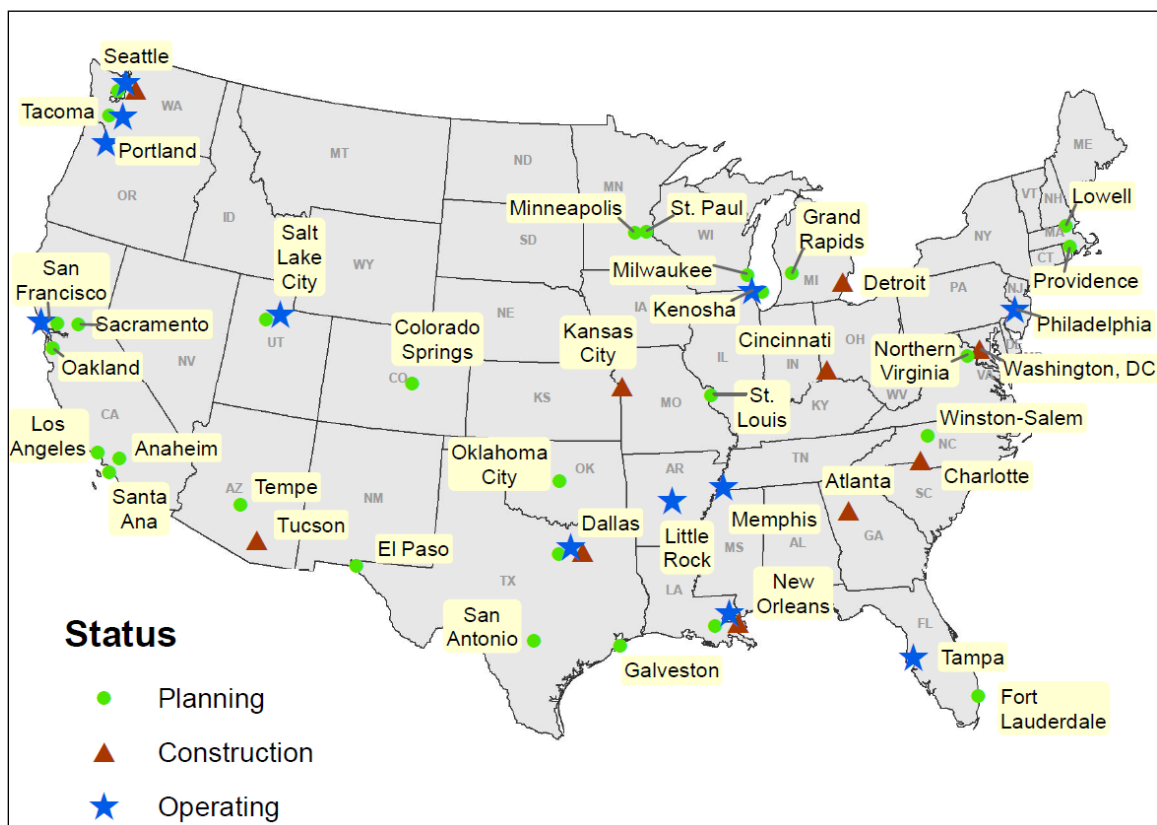 Seattle
WA
Tacoma
Portland
OR
ID
MT
ND
MN
Minneapolis
St. Paul
WI
Grand
Rapids
MI
Milwaukee
Kenosha
Detroit
ME
VT
NH
Lowell
MA
CT
Providence
NY
PA
NJ
Philadelphia
SD
WY
Salt
Lake
City
UT
San
Francisco
Sacramento
Oakland
NV
CA
NE
IA
Colorado
Springs
CO
Kansas
City
KS
MO
IL
IN
Cincinnati
OH
St.
Louis
KY
WV
Northern
Virginia
VA
Washington, DC
Winston-Salem
NC
Charlotte
SC
TN
Los
Angeles
Anaheim
Santa
Ana
AZ
Tempe
Tucson
NM
El Paso
Oklahoma
City
OK
AR
Little
Rock
Memphis
MS
AL
Atlanta
GA
Dallas
TX
San
Antonio
Galveston
LA
New
Orleans
FL
Tampa
Fort
Lauderdale
Status
Planning
Construction
Operating